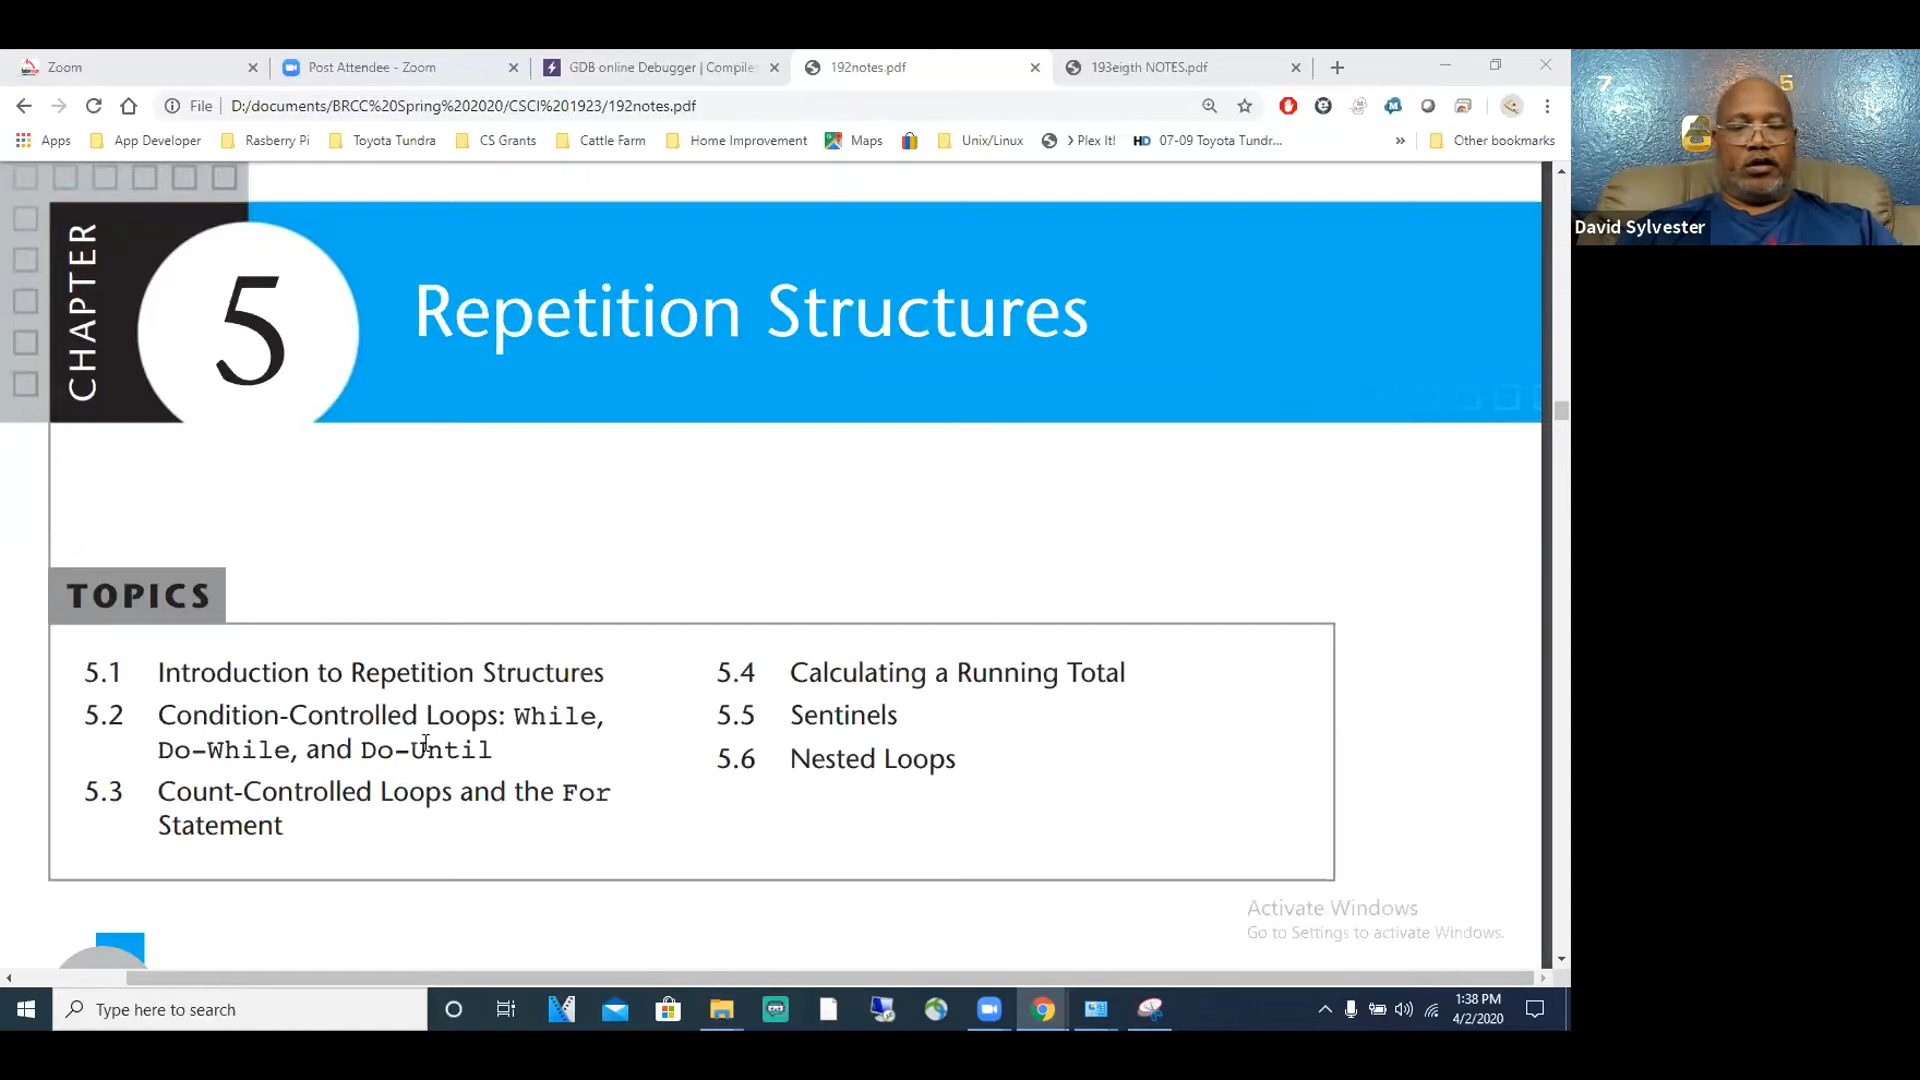 Zoom
Post Attendee - Zoom
GDB online Debugger | Compile
192notes.pdf
193eigth NOTES.pdf
File
D:/documents/BRCC%20Spring%202020/CSCI%201923/192notes.pdf
Apps
App Developer
Rasberry Pi
Toyota Tundra
CS Grants
Cattle Farm
Home Improvement
Maps
Unix/Linux
> Plex It!
HD 07-09 Toyota Tundr...
»
Other bookmarks
7
5
David Sylvester
CHAPTER
5
Repetition Structures
TOPICS
5.1 Introduction to Repetition Structures
5.2 Condition-Controlled Loops: While,
Do-While, and Do-Until
5.3 Count-Controlled Loops and the For
Statement
5.4 Calculating a Running Total
5.5 Sentinels
5.6 Nested Loops
Activate Windows
Go to Settings to activate Windows.
Type here to search
1:38 PM
4/2/2020